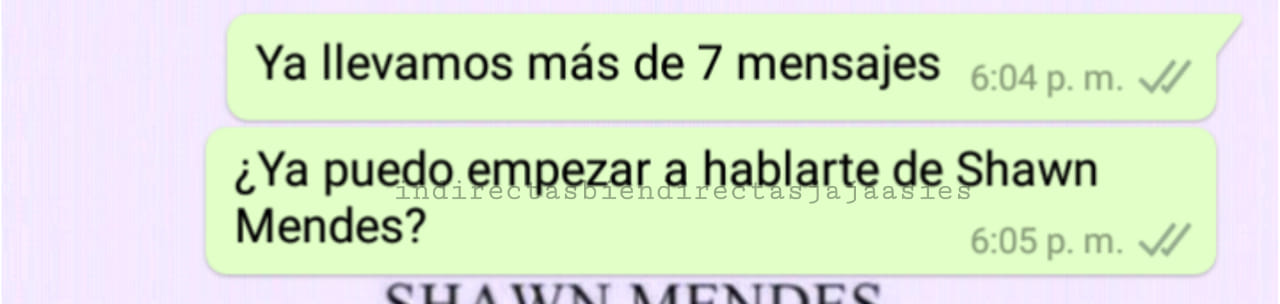 Ya llevamos más de 7 mensajes 6:04 p. m.
¿Ya puedo empezar a hablarte de Shawn
indirectasbiendirectasjajaasies
Mendes? 6:05 p. m.
SHAWN MENDES